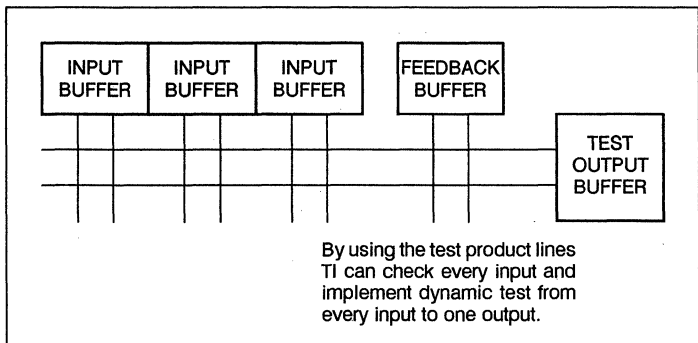 INPUT
BUFFER
INPUT
BUFFER
INPUT
BUFFER
FEEDBACK
BUFFER
TEST
OUTPUT
BUFFER
By using the test product lines
TI can check every input and
implement dynamic test from
every input to one output.